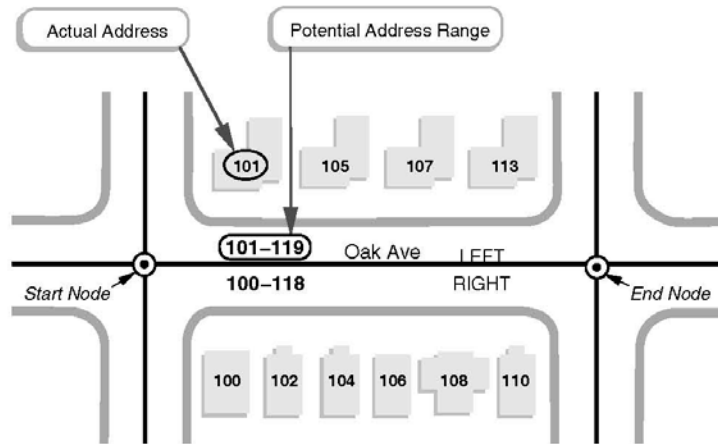 Actual Address
Potential Address Range
101
105
107
113
101–119
Oak Ave
LEFT
100–118
RIGHT
Start Node
End Node
100
102
104
106
108
110